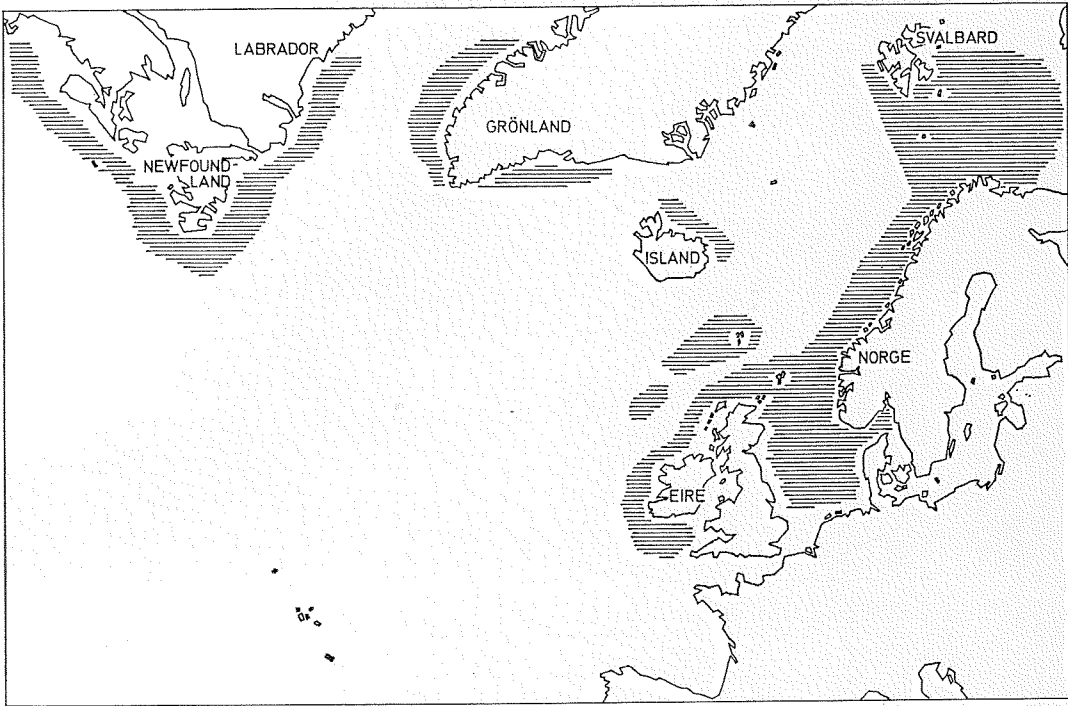 LABRADOR
SVALBARD
GRÖNLAND
NEWFOUND-
LAND
ISLAND
NORGE
EIRE